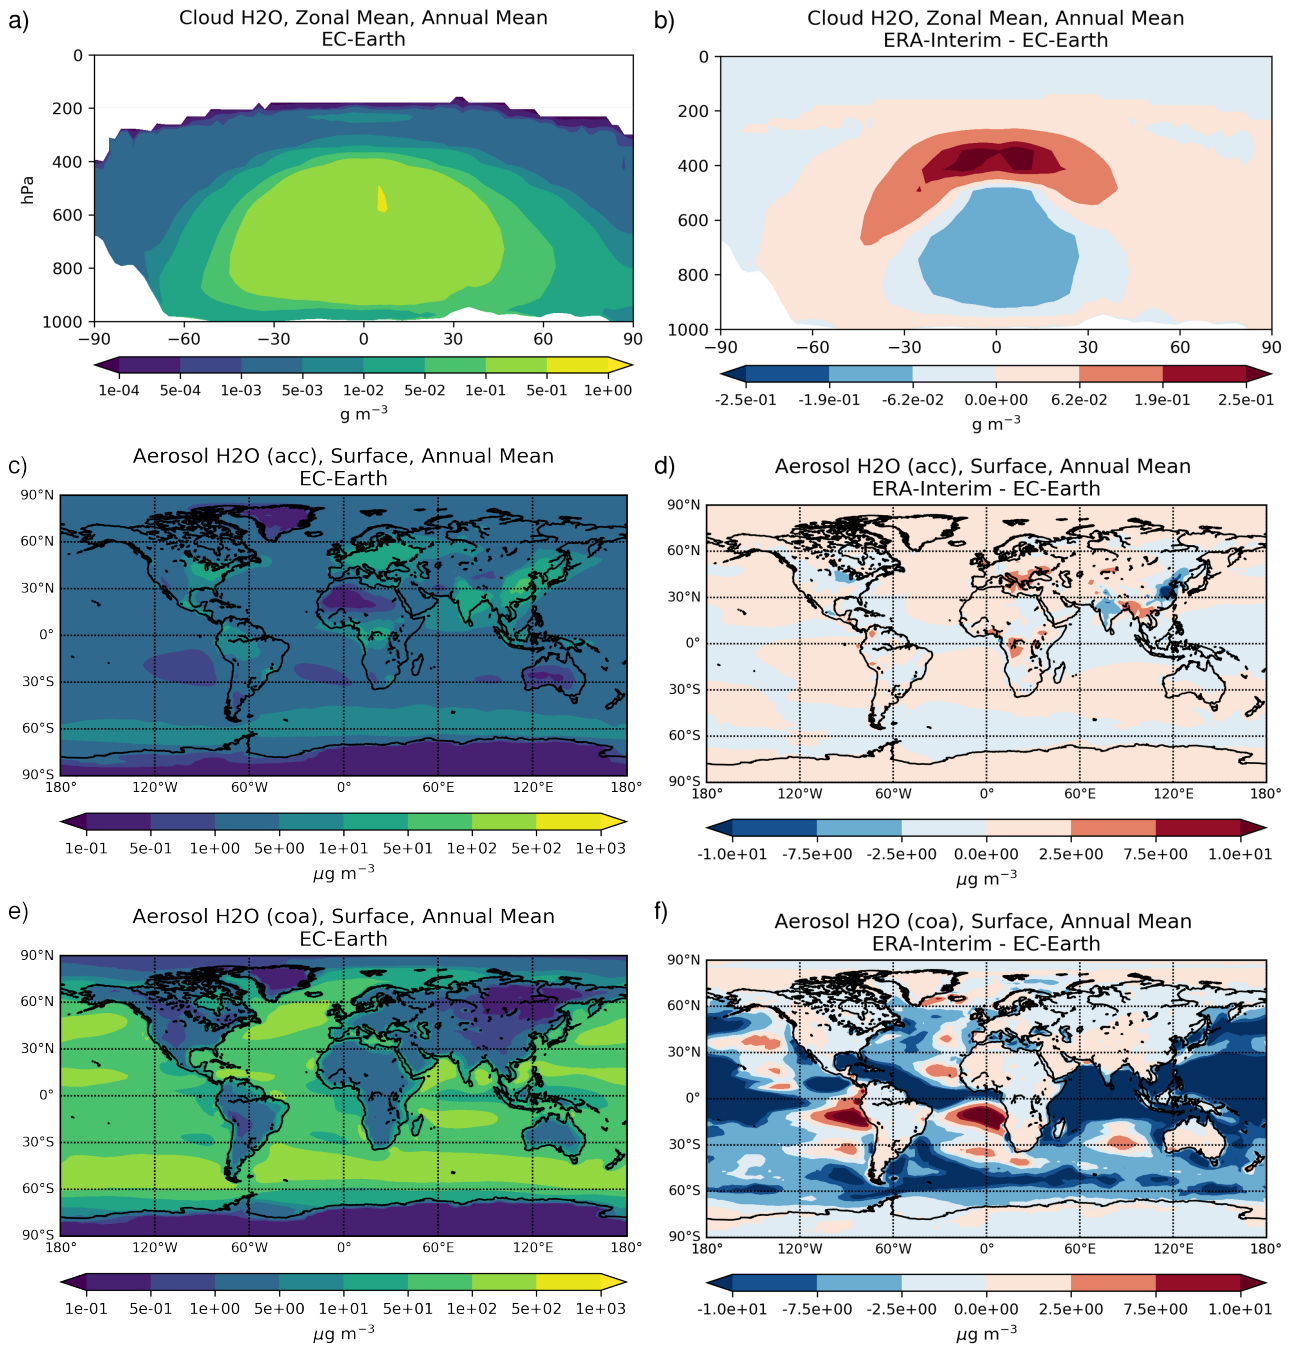 a)
Cloud H2O, Zonal Mean, Annual Mean
EC-Earth
0
200
400
600
800
1000
hPa
−90 −60 −30 0 30 60 90
1e-04 5e-04 1e-03 5e-03 1e-02 5e-02 1e-01 5e-01 1e+00
g m⁻³
b)
Cloud H2O, Zonal Mean, Annual Mean
ERA-Interim - EC-Earth
0
200
400
600
800
1000
−90 −60 −30 0 30 60 90
-2.5e-01 -1.9e-01 -6.2e-02 0.0e+00 6.2e-02 1.9e-01 2.5e-01
g m⁻³
c)
Aerosol H2O (acc), Surface, Annual Mean
EC-Earth
90°N
60°N
30°N
0°
30°S
60°S
90°S
180° 120°W 60°W 0° 60°E 120°E 180°
1e-01 5e-01 1e+00 5e+00 1e+01 5e+01 1e+02 5e+02 1e+03
μg m⁻³
d)
Aerosol H2O (acc), Surface, Annual Mean
ERA-Interim - EC-Earth
90°N
60°N
30°N
0°
30°S
60°S
90°S
180° 120°W 60°W 0° 60°E 120°E 180°
-1.0e+01 -7.5e+00 -2.5e+00 0.0e+00 2.5e+00 7.5e+00 1.0e+01
μg m⁻³
e)
Aerosol H2O (coa), Surface, Annual Mean
EC-Earth
90°N
60°N
30°N
0°
30°S
60°S
90°S
180° 120°W 60°W 0° 60°E 120°E 180°
1e-01 5e-01 1e+00 5e+00 1e+01 5e+01 1e+02 5e+02 1e+03
μg m⁻³
f)
Aerosol H2O (coa), Surface, Annual Mean
ERA-Interim - EC-Earth
90°N
60°N
30°N
0°
30°S
60°S
90°S
180° 120°W 60°W 0° 60°E 120°E 180°
-1.0e+01 -7.5e+00 -2.5e+00 0.0e+00 2.5e+00 7.5e+00 1.0e+01
μg m⁻³